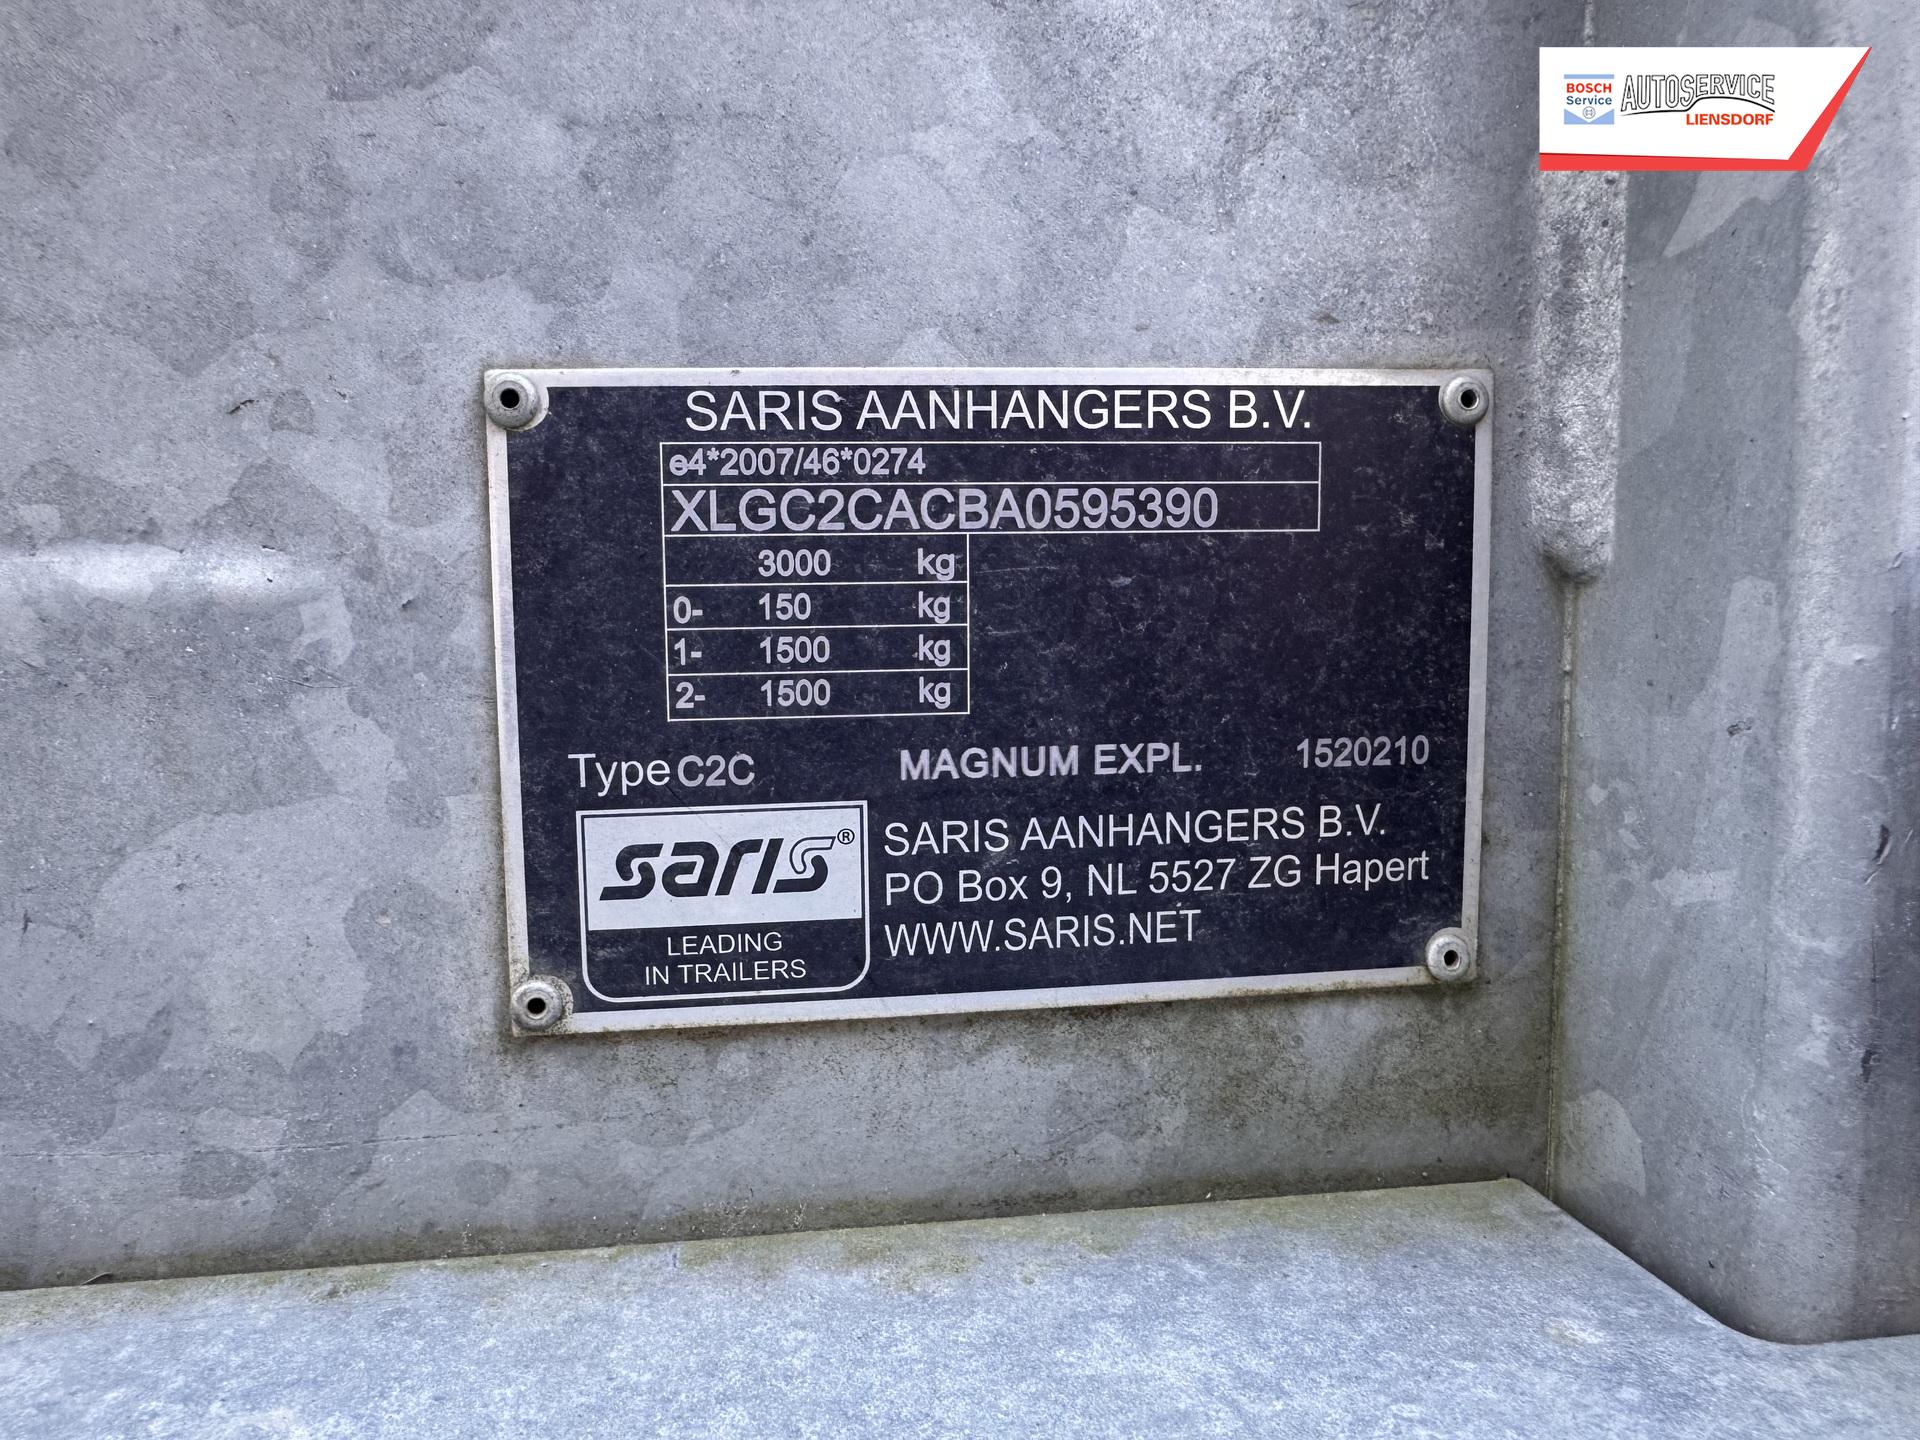 BOSCH
Service
AUTOSERVICE
LIENSDORF
SARIS AANHANGERS B.V.
e4*2007/46*0274
XLGC2CACBA0595390
3000 kg
0- 150 kg
1- 1500 kg
2- 1500 kg
Type C2C MAGNUM EXPL. 1520210
saris®
LEADING
IN TRAILERS
SARIS AANHANGERS B.V.
PO Box 9, NL 5527 ZG Hapert
WWW.SARIS.NET